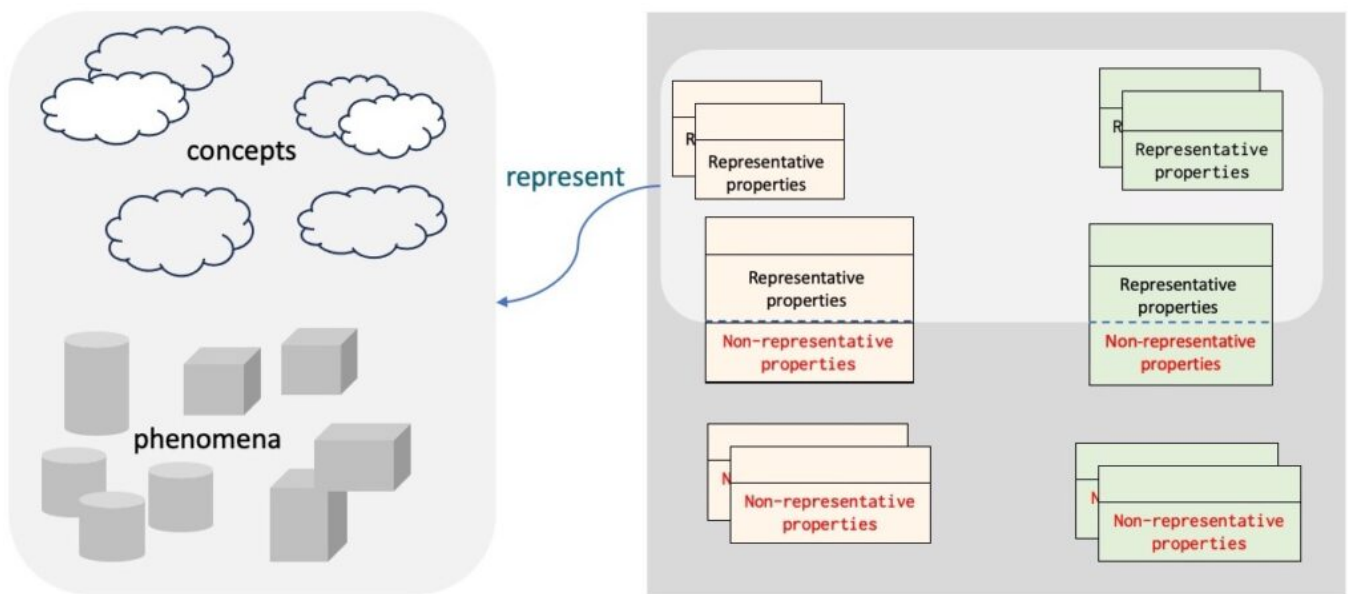 concepts
phenomena
represent
R
Representative
properties
R
Representative
properties
Representative
properties
Non-representative
properties
Representative
properties
Non-representative
properties
N
Non-representative
properties
N
Non-representative
properties